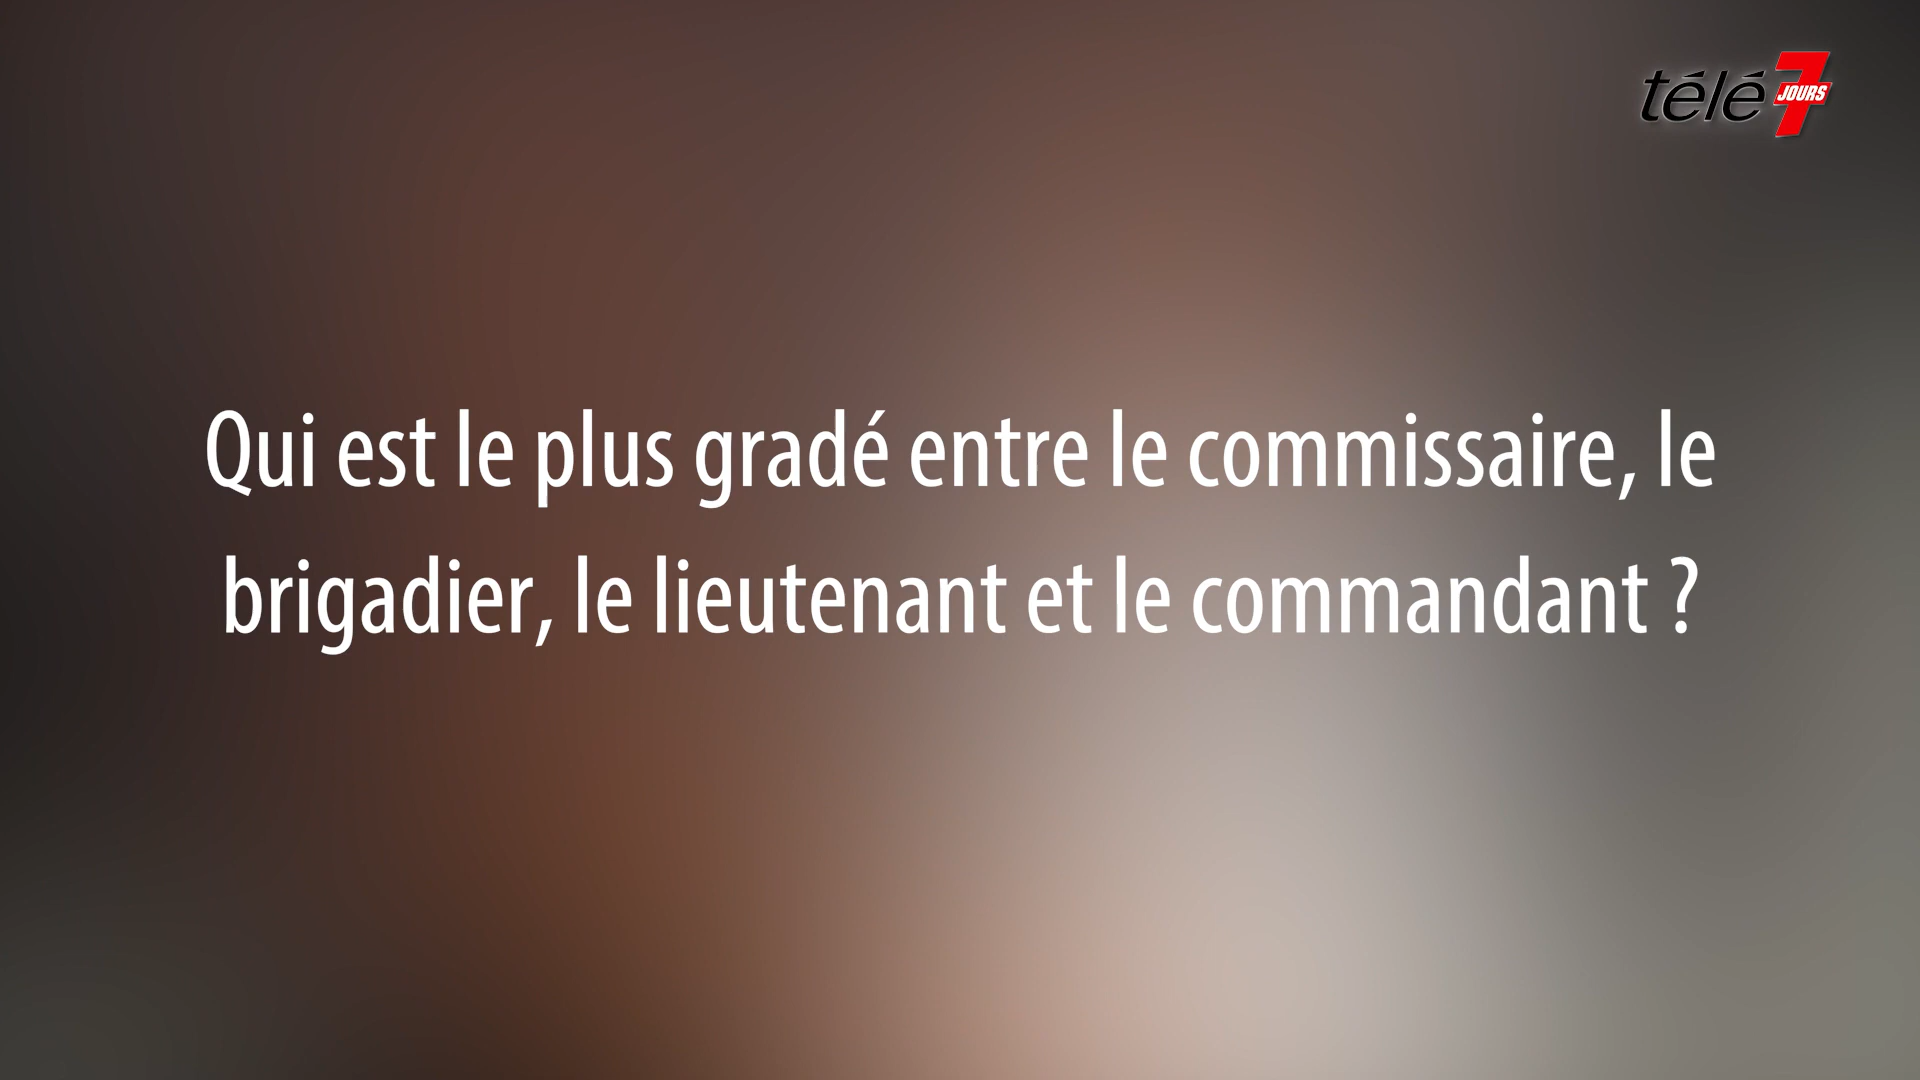 télé 7 JOURS
Qui est le plus gradé entre le commissaire, le
brigadier, le lieutenant et le commandant ?